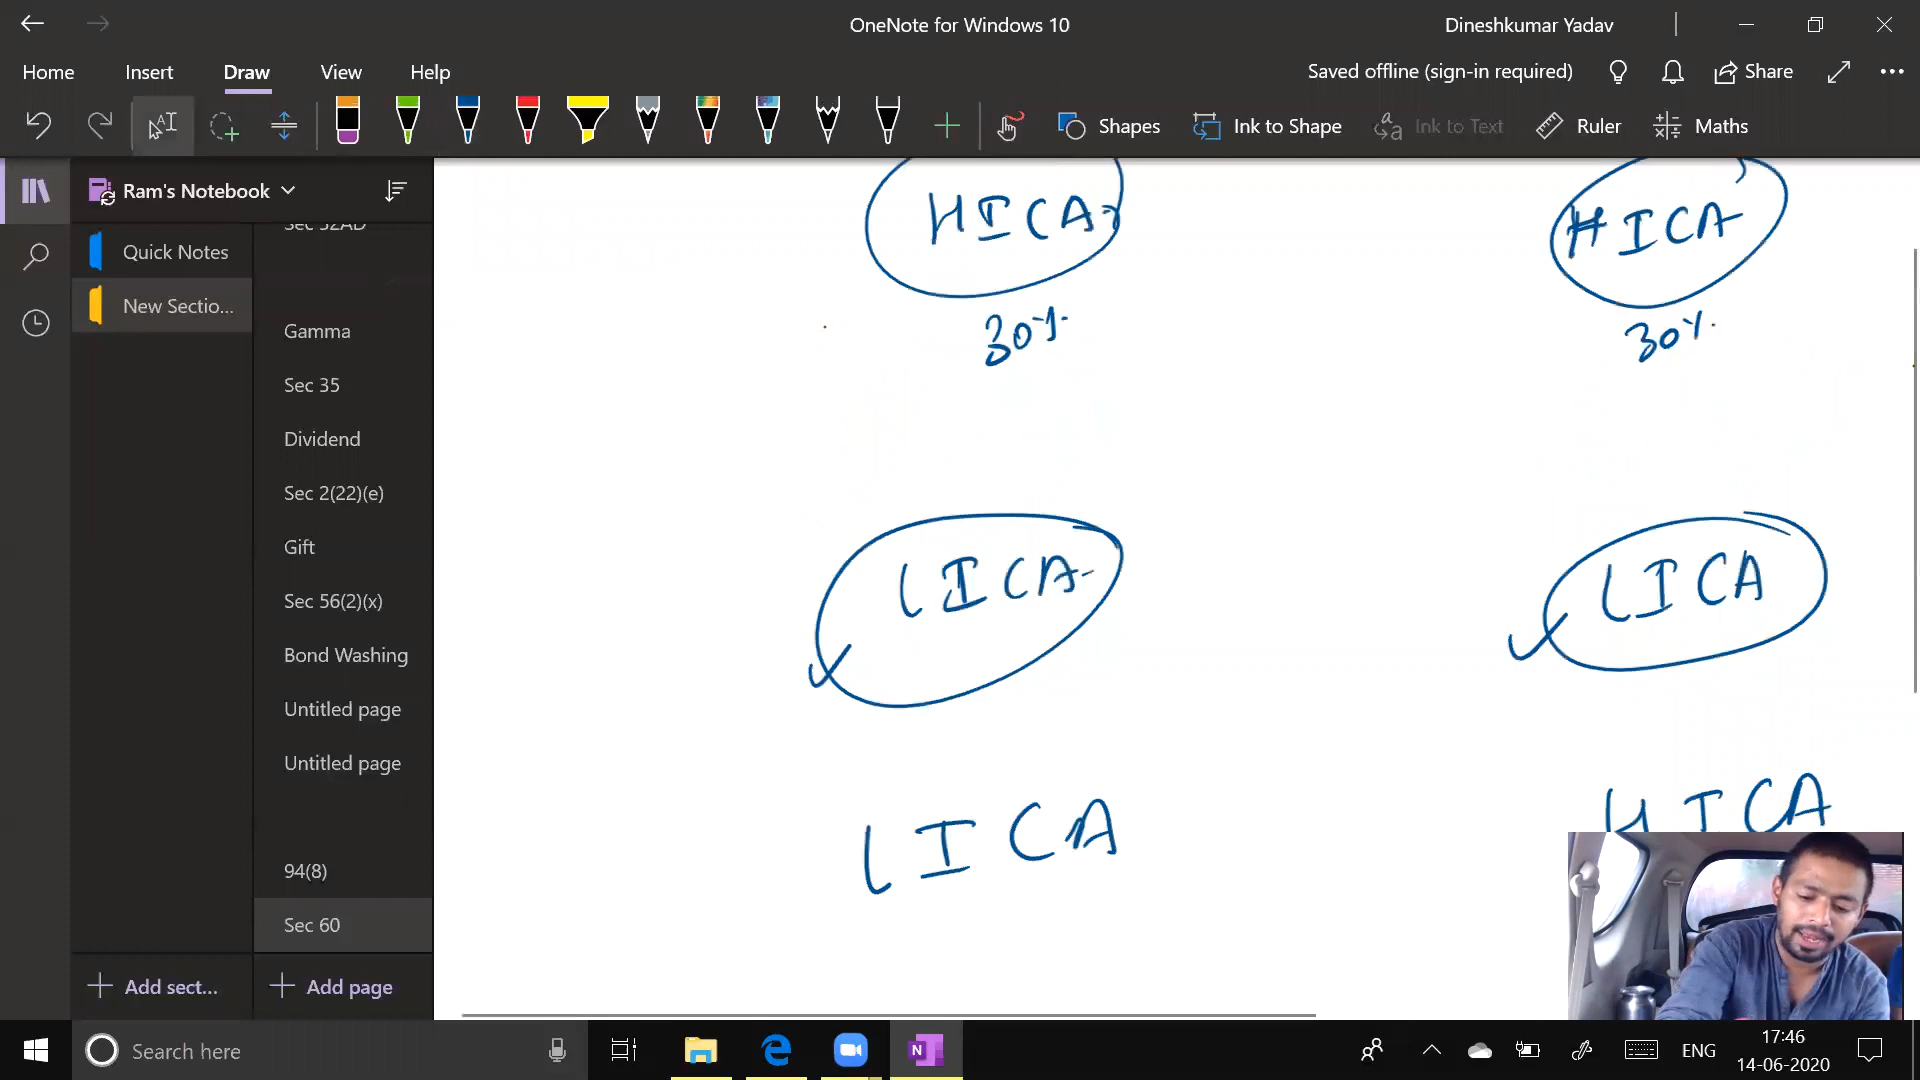 OneNote for Windows 10
Dineshkumar Yadav
Home Insert Draw View Help
Saved offline (sign-in required)
Share
Shapes
Ink to Shape
Ink to Text
Ruler
Maths
Ram's Notebook
Quick Notes
New Sectio...
Sec 32AD
Gamma
Sec 35
Dividend
Sec 2(22)(e)
Gift
Sec 56(2)(x)
Bond Washing
Untitled page
Untitled page
94(8)
Sec 60
Add sect...
Add page
HICA
HICA
30%
30%
LICA
LICA
LICA
HICA
Search here
ENG
17:46
14-06-2020